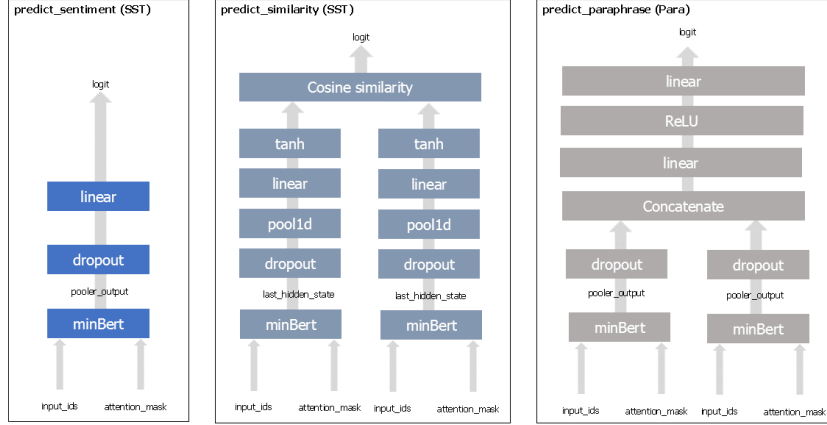 predict_sentiment (SST)
logit
linear
dropout
pooler_output
minBert
input_ids attention_mask
predict_similarity (SST)
logit
Cosine similarity
tanh tanh
linear linear
pool1d pool1d
dropout dropout
last_hidden_state last_hidden_state
minBert minBert
input_ids attention_mask input_ids attention_mask
predict_paraphrase (Para)
logit
linear
ReLU
linear
Concatenate
dropout dropout
pooler_output pooler_output
minBert minBert
input_ids attention_mask input_ids attention_mask